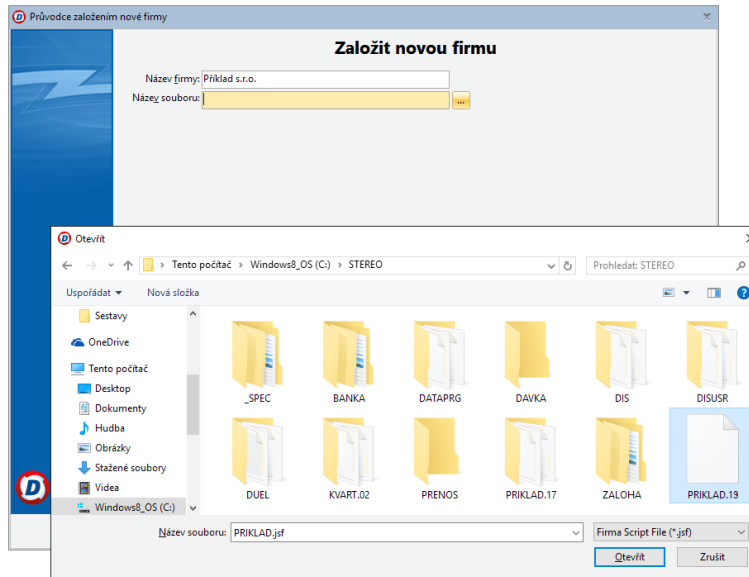 Průvodce založením nové firmy
Založit novou firmu
Název firmy: Příklad s.r.o.
Název souboru:
...
Otevřít
Tento počítač > Windows8_OS (C:) > STEREO
Prohledat: STEREO
Uspořádat
Nová složka
Sestavy
OneDrive
Tento počítač
Desktop
Dokumenty
Hudba
Obrázky
Stažené soubory
Videa
Windows8_OS (C:)
_SPEC
BANKA
DATAPRG
DAVKA
DIS
DISUSR
DUEL
KVART.02
PRENOS
PRIKLAD.17
ZALOHA
PRIKLAD.19
Název souboru: PRIKLAD.jsf
Firma Script File (*.jsf)
Otevřít
Zrušit